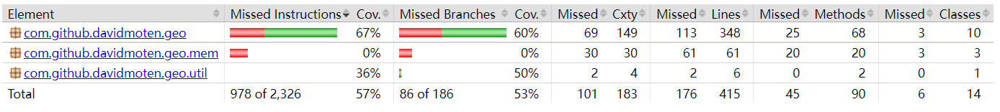 Element Missed Instructions Cov. Missed Branches Cov. Missed Cxty Missed Lines Missed Methods Missed Classes
com.github.davidmoten.geo 67% 60% 69 149 113 348 25 68 3 10
com.github.davidmoten.geo.mem 0% 0% 30 30 61 61 20 20 3 3
com.github.davidmoten.geo.util 36% 50% 2 4 2 6 0 2 0 1
Total 978 of 2,326 57% 86 of 186 53% 101 183 176 415 45 90 6 14